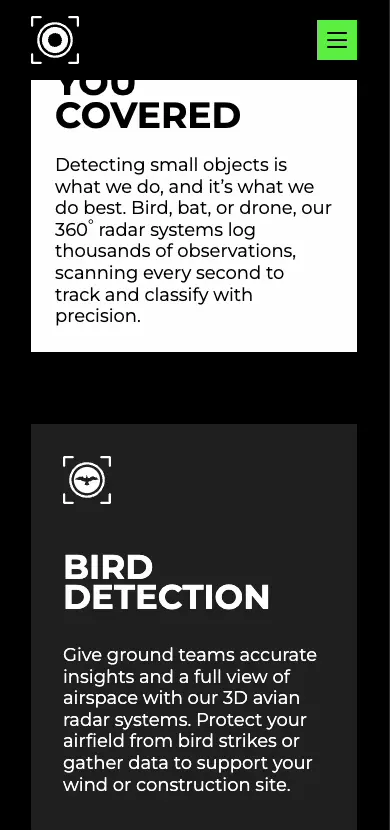 YOU
COVERED
Detecting small objects is
what we do, and it’s what we
do best. Bird, bat, or drone, our
360° radar systems log
thousands of observations,
scanning every second to
track and classify with
precision.
BIRD
DETECTION
Give ground teams accurate
insights and a full view of
airspace with our 3D avian
radar systems. Protect your
airfield from bird strikes or
gather data to support your
wind or construction site.